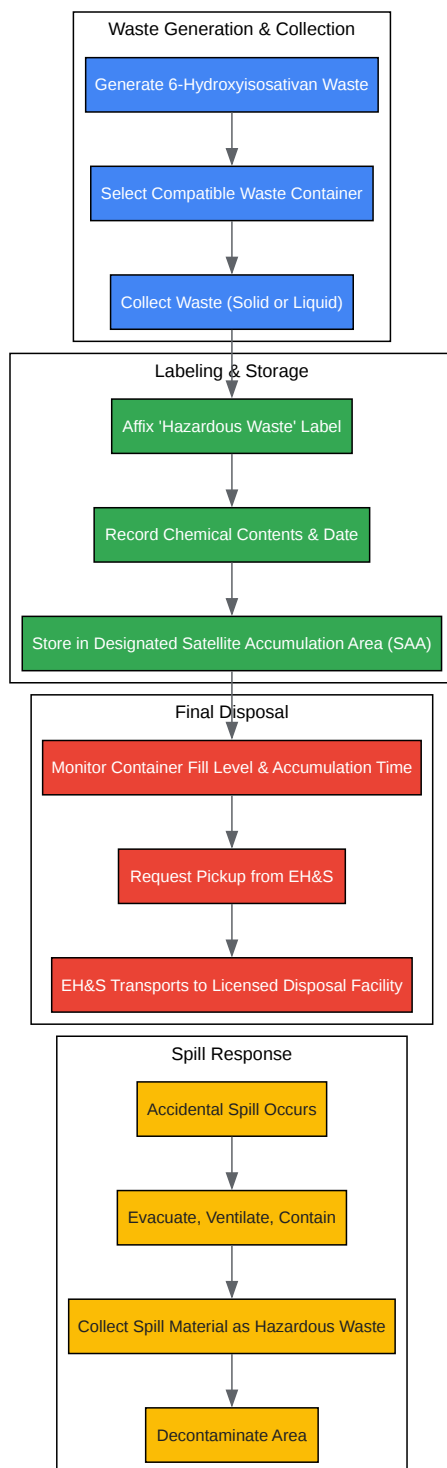 Waste Generation & Collection
Generate 6-Hydroxyisosativan Waste
Select Compatible Waste Container
Collect Waste (Solid or Liquid)
Labeling & Storage
Affix 'Hazardous Waste' Label
Record Chemical Contents & Date
Store in Designated Satellite Accumulation Area (SAA)
Final Disposal
Monitor Container Fill Level & Accumulation Time
Request Pickup from EH&S
EH&S Transports to Licensed Disposal Facility
Spill Response
Accidental Spill Occurs
Evacuate, Ventilate, Contain
Collect Spill Material as Hazardous Waste
Decontaminate Area